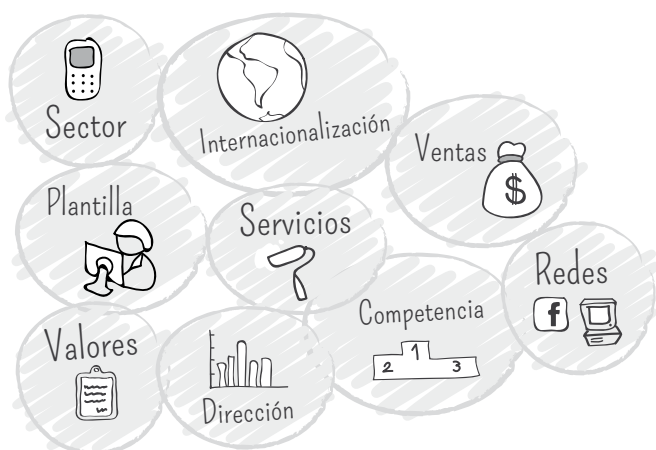 Sector
Internacionalización
Ventas
$
Plantilla
Servicios
Redes
f
Competencia
1
2
3
Valores
Dirección